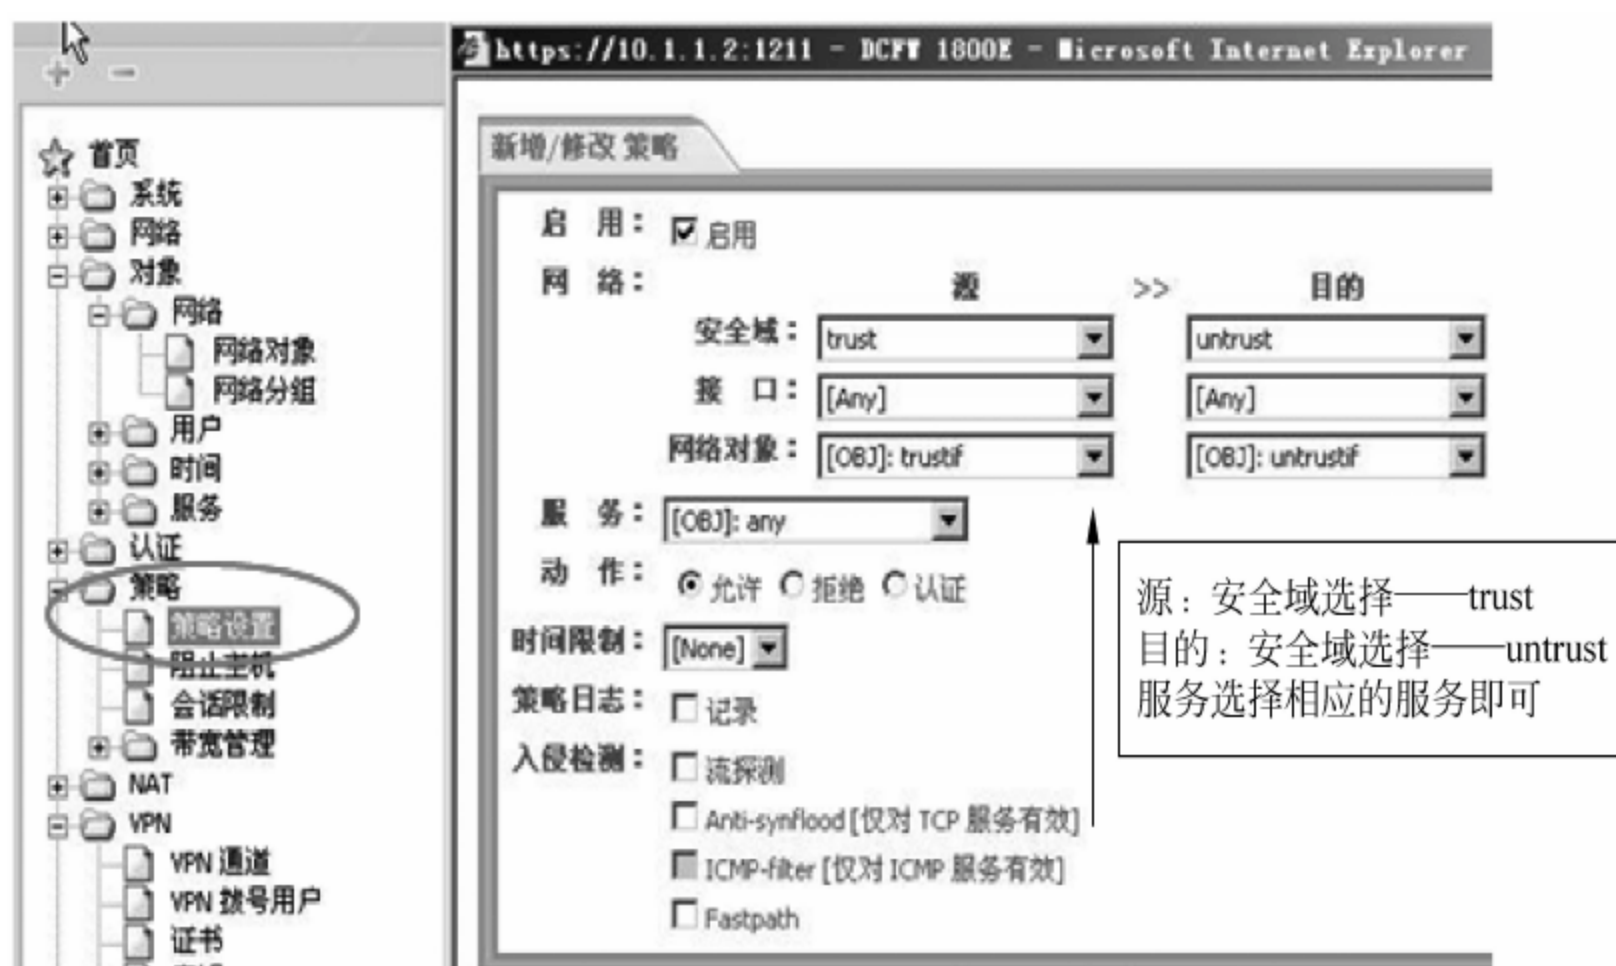 https://10.1.1.2:1211 - DCFW 1800E - Microsoft Internet Explorer
首页
系统
网络
对象
网络
网络对象
网络分组
用户
时间
服务
认证
策略
策略设置
阻止主机
会话限制
带宽管理
NAT
VPN
VPN 通道
VPN 拨号用户
证书
新增/修改 策略
启 用： 启用
网 络： 源 >> 目的
安全域： trust untrust
接 口： [Any] [Any]
网络对象： [OBJ]: trustif [OBJ]: untrustif
服 务： [OBJ]: any
动 作： 允许 拒绝 认证
时间限制： [None]
策略日志： 记录
入侵检测： 流探测
Anti-synflood [仅对 TCP 服务有效]
ICMP-filter [仅对 ICMP 服务有效]
Fastpath
源：安全域选择——trust
目的：安全域选择——untrust
服务选择相应的服务即可